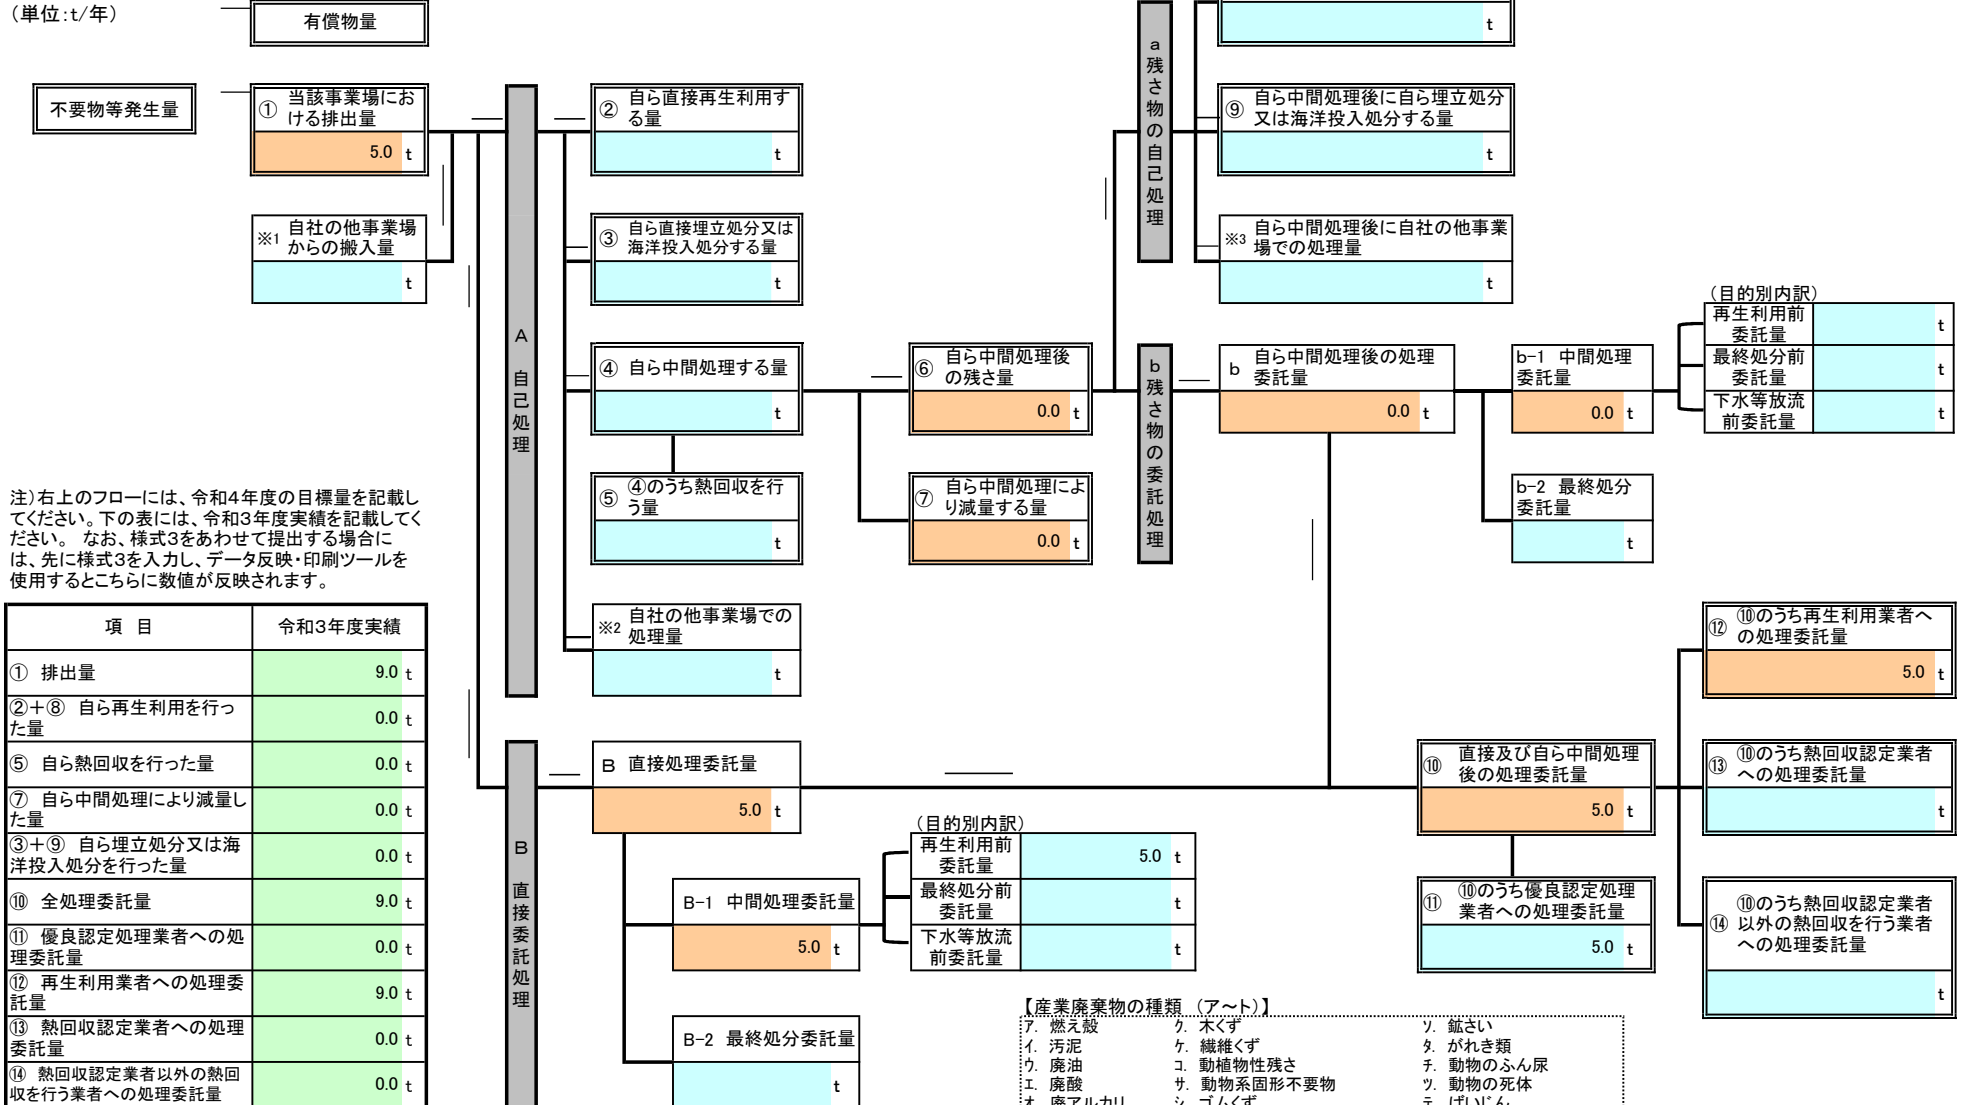 （単位:t/年）
有償物量
t
不要物等発生量
① 当該事業場にお
ける排出量
5.0 t
※1 自社の他事業場
からの搬入量
t
A 自己処理
② 自ら直接再生利用す
る量
t
③ 自ら直接埋立処分又は
海洋投入処分する量
t
④ 自ら中間処理する量
t
⑤ ④のうち熱回収を行
う量
t
※2 自社の他事業場での
処理量
t
⑥ 自ら中間処理後
の残さ量
0.0 t
⑦ 自ら中間処理によ
り減量する量
0.0 t
a 残さ物の自己処理
⑨ 自ら中間処理後に自ら埋立処分
又は海洋投入処分する量
t
※3 自ら中間処理後に自社の他事業
場での処理量
t
b 残さ物の委託処理
b 自ら中間処理後の処理
委託量
0.0 t
b-1 中間処理
委託量
0.0 t
b-2 最終処分
委託量
t
（目的別内訳）
再生利用前
委託量
t
最終処分前
委託量
t
下水等放流
前委託量
t
注）右上のフローには、令和4年度の目標量を記載し
てください。下の表には、令和3年度実績を記載してく
ださい。 なお、様式3をあわせて提出する場合に
は、先に様式3を入力し、データ反映・印刷ツールを
使用するとこちらに数値が反映されます。
項 目 令和3年度実績
① 排出量 9.0 t
②＋⑧ 自ら再生利用を行っ
た量
0.0 t
⑤ 自ら熱回収を行った量 0.0 t
⑦ 自ら中間処理により減量し
た量
0.0 t
③＋⑨ 自ら埋立処分又は海
洋投入処分を行った量
0.0 t
⑩ 全処理委託量 9.0 t
⑪ 優良認定処理業者への処
理委託量
0.0 t
⑫ 再生利用業者への処理委
託量
9.0 t
⑬ 熱回収認定業者への処理
委託量
0.0 t
⑭ 熱回収認定業者以外の熱回
収を行う業者への処理委託量
0.0 t
B 直接委託処理
B 直接処理委託量
5.0 t
B-1 中間処理委託量
5.0 t
B-2 最終処分委託量
t
（目的別内訳）
再生利用前
委託量
5.0 t
最終処分前
委託量
t
下水等放流
前委託量
t
⑩ 直接及び自ら中間処理
後の処理委託量
5.0 t
⑪ ⑩のうち優良認定処理
業者への処理委託量
5.0 t
⑫ ⑩のうち再生利用業者へ
の処理委託量
5.0 t
⑬ ⑩のうち熱回収認定業者
への処理委託量
t
⑭ ⑩のうち熱回収認定業者
以外の熱回収を行う業者
への処理委託量
t
【産業廃棄物の種類 （ア～ト）】
ア. 燃え殻 ク. 木くず ソ. 鉱さい
イ. 汚泥 ケ. 繊維くず タ. がれき類
ウ. 廃油 コ. 動植物性残さ チ. 動物のふん尿
エ. 廃酸 サ. 動物系固形不要物 ツ. 動物の死体
オ. 廃アルカリ シ. ゴムくず テ. ばいじん